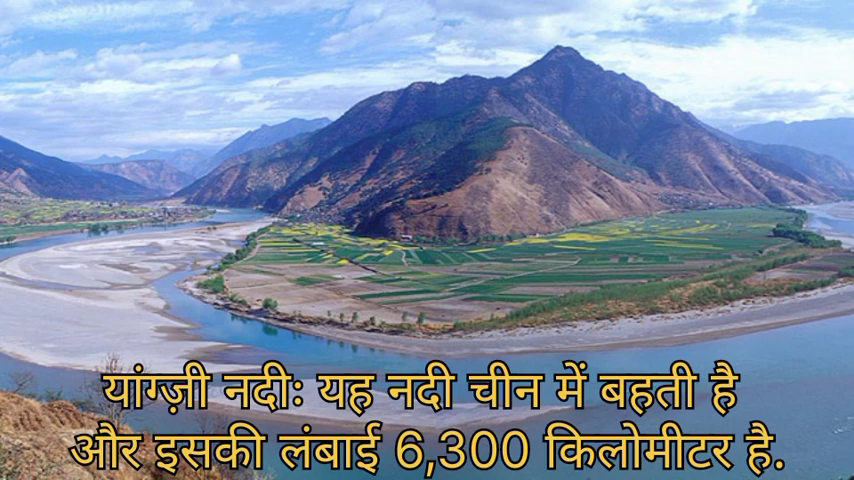 यांग्ज़ी नदीः यह नदी चीन में बहती है
और इसकी लंबाई 6,300 किलोमीटर है.